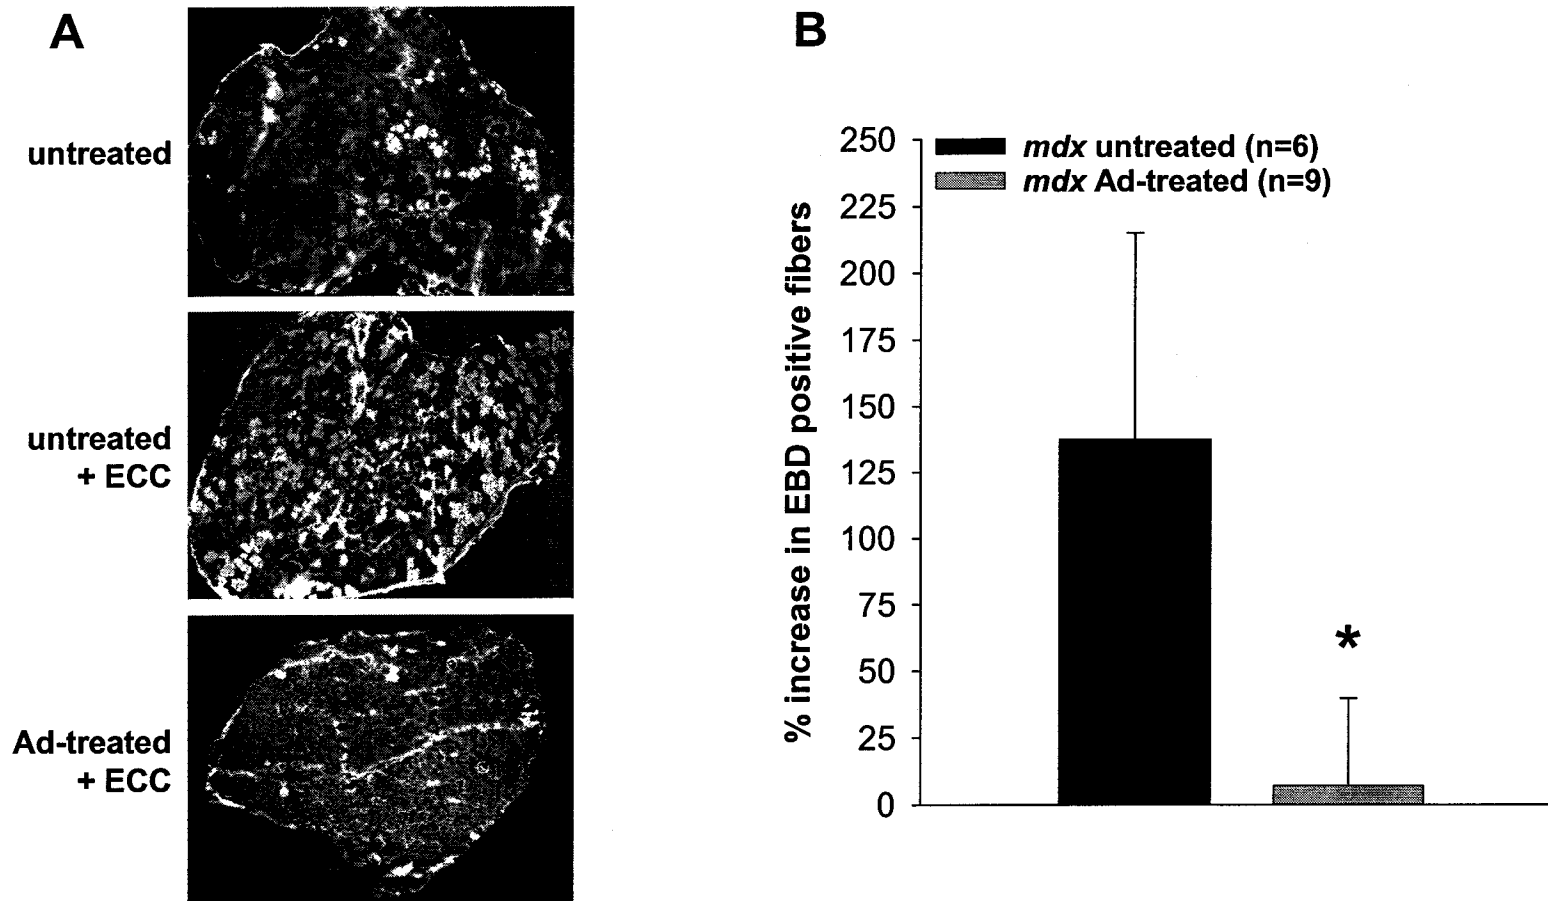 A
untreated
untreated
+ ECC
Ad-treated
+ ECC
B
% increase in EBD positive fibers
250
225
200
175
150
125
100
75
50
25
0
mdx untreated (n=6)
mdx Ad-treated (n=9)
*